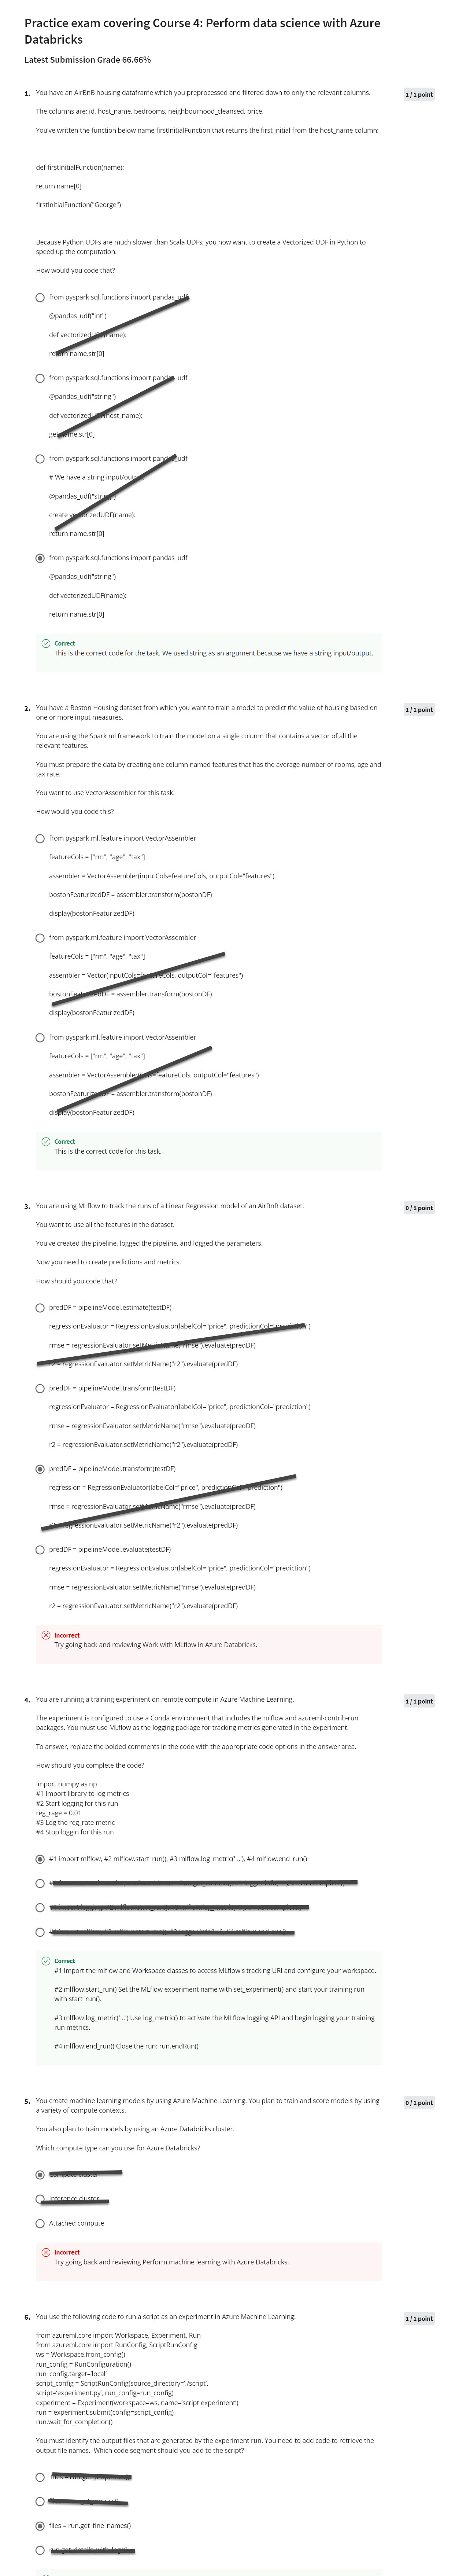 Practice exam covering Course 4: Perform data science with Azure
Databricks
Latest Submission Grade 66.66%
1. You have an AirBnB housing dataframe which you preprocessed and filtered down to only the relevant columns.
1 / 1 point
The columns are: id, host_name, bedrooms, neighbourhood_cleansed, price.
You've written the function below name firstInitialFunction that returns the first initial from the host_name column:
def firstInitialFunction(name):
return name[0]
firstInitialFunction("George")
Because Python UDFs are much slower than Scala UDFs, you now want to create a Vectorized UDF in Python to
speed up the computation.
How would you code that?
from pyspark.sql.functions import pandas_udf
@pandas_udf("int")
def vectorizedUDF(name):
return name.str[0]
from pyspark.sql.functions import pandas_udf
@pandas_udf("string")
def vectorizedUDF(host_name):
get name.str[0]
from pyspark.sql.functions import pandas_udf
# We have a string input/output
@pandas_udf("string")
create vectorizedUDF(name):
return name.str[0]
from pyspark.sql.functions import pandas_udf
@pandas_udf("string")
def vectorizedUDF(name):
return name.str[0]
Correct
This is the correct code for the task. We used string as an argument because we have a string input/output.
2. You have a Boston Housing dataset from which you want to train a model to predict the value of housing based on
one or more input measures.
1 / 1 point
You are using the Spark ml framework to train the model on a single column that contains a vector of all the
relevant features.
You must prepare the data by creating one column named features that has the average number of rooms, age and
tax rate.
You want to use VectorAssembler for this task.
How would you code this?
from pyspark.ml.feature import VectorAssembler
featureCols = ["rm", "age", "tax"]
assembler = VectorAssembler(inputCols=featureCols, outputCol="features")
bostonFeaturizedDF = assembler.transform(bostonDF)
display(bostonFeaturizedDF)
from pyspark.ml.feature import VectorAssembler
featureCols = ["rm", "age", "tax"]
assembler = Vector(inputCols=featureCols, outputCol="features")
bostonFeaturizedDF = assembler.transform(bostonDF)
display(bostonFeaturizedDF)
from pyspark.ml.feature import VectorAssembler
featureCols = ["rm", "age", "tax"]
assembler = VectorAssembler( featureCols, outputCol="features")
bostonFeaturizedDF = assembler.transform(bostonDF)
display(bostonFeaturizedDF)
Correct
This is the correct code for this task.
3. You are using MLflow to track the runs of a Linear Regression model of an AirBnB dataset.
0 / 1 point
You want to use all the features in the dataset.
You've created the pipeline, logged the pipeline, and logged the parameters.
Now you need to create predictions and metrics.
How should you code that?
predDF = pipelineModel.estimate(testDF)
regressionEvaluator = RegressionEvaluator(labelCol="price", predictionCol="prediction")
rmse = regressionEvaluator.setMetricName("rmse").evaluate(predDF)
r2 = regressionEvaluator.setMetricName("r2").evaluate(predDF)
predDF = pipelineModel.transform(testDF)
regressionEvaluator = RegressionEvaluator(labelCol="price", predictionCol="prediction")
rmse = regressionEvaluator.setMetricName("rmse").evaluate(predDF)
r2 = regressionEvaluator.setMetricName("r2").evaluate(predDF)
predDF = pipelineModel.transform(testDF)
regression = RegressionEvaluator(labelCol="price", predictionCol="prediction")
rmse = regressionEvaluator.setMetricName("rmse").evaluate(predDF)
r2 = regressionEvaluator.setMetricName("r2").evaluate(predDF)
predDF = pipelineModel.evaluate(testDF)
regressionEvaluator = RegressionEvaluator(labelCol="price", predictionCol="prediction")
rmse = regressionEvaluator.setMetricName("rmse").evaluate(predDF)
r2 = regressionEvaluator.setMetricName("r2").evaluate(predDF)
Incorrect
Try going back and reviewing Work with MLflow in Azure Databricks.
4. You are running a training experiment on remote compute in Azure Machine Learning.
1 / 1 point
The experiment is configured to use a Conda environment that includes the mlflow and azureml-contrib-run
packages. You must use MLflow as the logging package for tracking metrics generated in the experiment.
To answer, replace the bolded comments in the code with the appropriate code options in the answer area.
How should you complete the code?
Import numpy as np
#1 Import library to log metrics
#2 Start logging for this run
reg_rage = 0.01
#3 Log the reg_rate metric
#4 Stop loggin for this run
#1 import mlflow, #2 mlflow.start_run(), #3 mlflow.log_metric(' ..'), #4 mlflow.end_run()
Correct
#1 Import the mlflow and Workspace classes to access MLflow's tracking URI and configure your workspace.
#2 mlflow.start_run() Set the MLflow experiment name with set_experiment() and start your training run
with start_run().
#3 mlflow.log_metric(' ..') Use log_metric() to activate the MLflow logging API and begin logging your training
run metrics.
#4 mlflow.end_run() Close the run: run.endRun()
5. You create machine learning models by using Azure Machine Learning. You plan to train and score models by using
a variety of compute contexts.
0 / 1 point
You also plan to train models by using an Azure Databricks cluster.
Which compute type can you use for Azure Databricks?
Compute cluster
Inference cluster
Attached compute
Incorrect
Try going back and reviewing Perform machine learning with Azure Databricks.
6. You use the following code to run a script as an experiment in Azure Machine Learning:
1 / 1 point
from azureml.core import Workspace, Experiment, Run
from azureml.core import RunConfig, ScriptRunConfig
ws = Workspace.from_config()
run_config = RunConfiguration()
run_config.target='local'
script_config = ScriptRunConfig(source_directory='./script',
script='experiment.py', run_config=run_config)
experiment = Experiment(workspace=ws, name='script experiment')
run = experiment.submit(config=script_config)
run.wait_for_completion()
You must identify the output files that are generated by the experiment run. You need to add code to retrieve the
output file names. Which code segment should you add to the script?
files = run.get_properties()
files = run.get_fine_names()